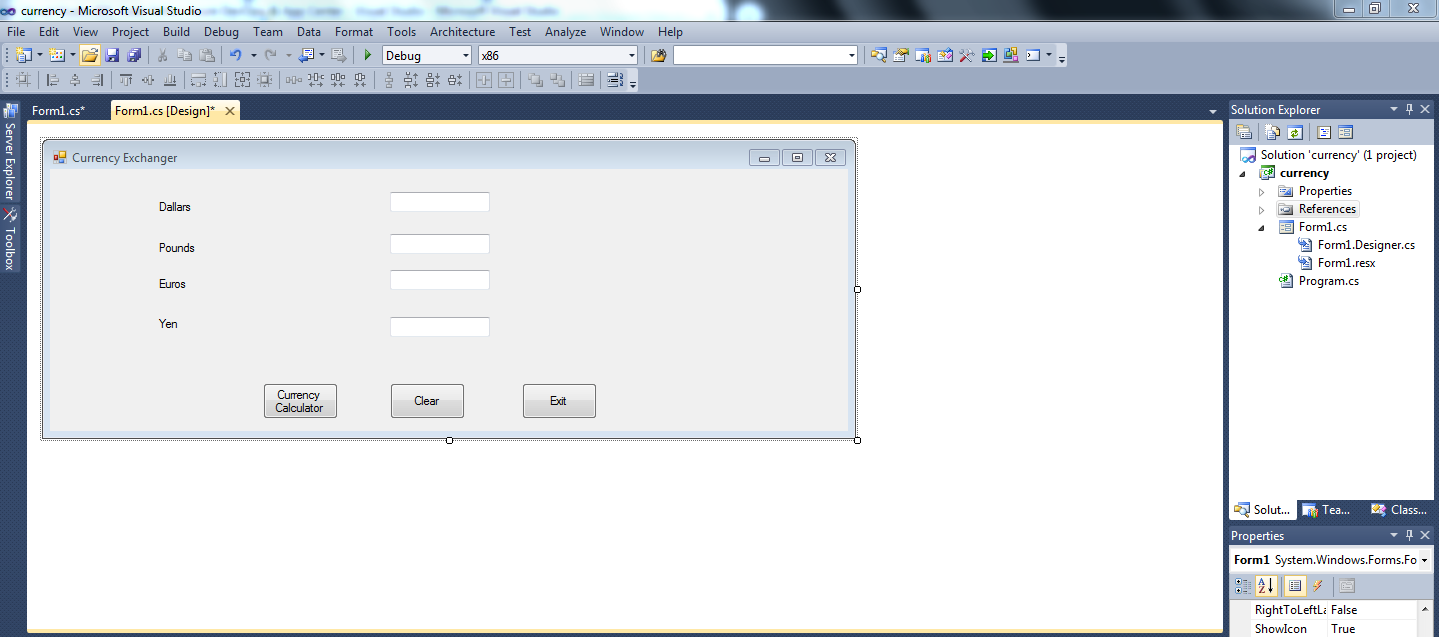 currency - Microsoft Visual Studio
File Edit View Project Build Debug Team Data Format Tools Architecture Test Analyze Window Help
Debug x86
Form1.cs* Form1.cs [Design]*
Server Explorer
Toolbox
Currency Exchanger
Dallars
Pounds
Euros
Yen
Currency
Calculator
Clear
Exit
Solution Explorer
Solution 'currency' (1 project)
currency
Properties
References
Form1.cs
Form1.Designer.cs
Form1.resx
Program.cs
Solut... Tea... Class...
Properties
Form1 System.Windows.Forms.Fo
RightToLeftLa False
ShowIcon True